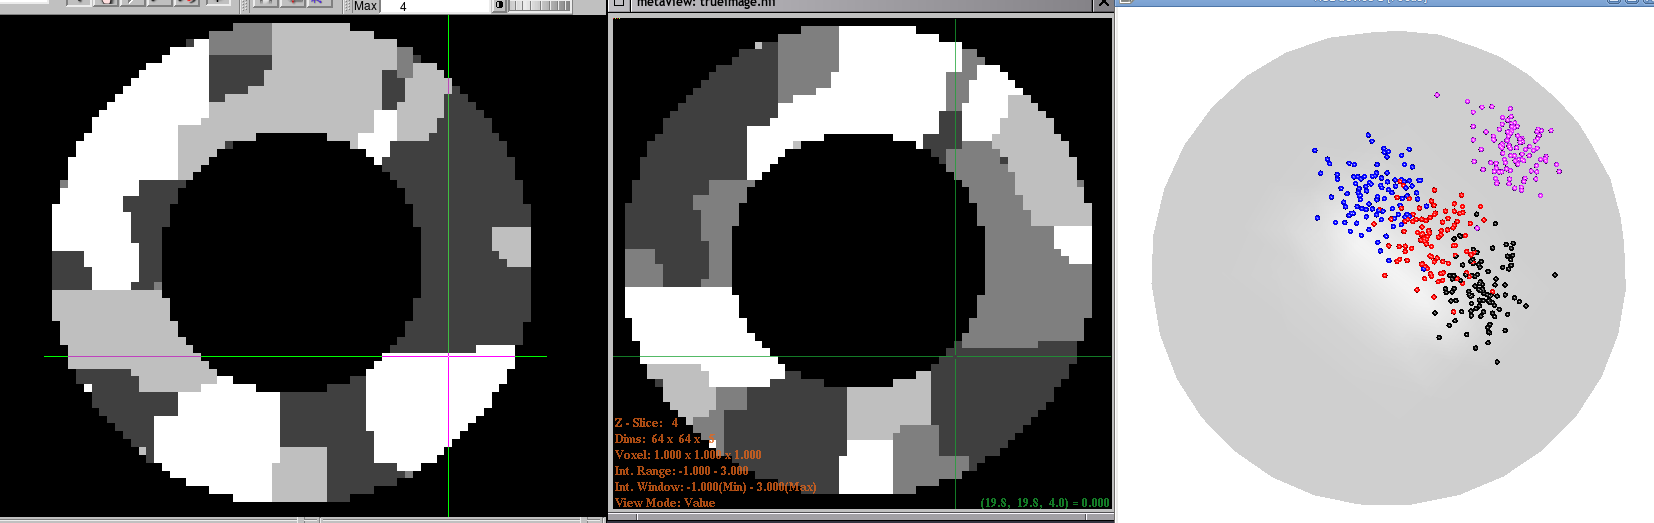 Max 4
metaview: trueimage.nii
Z - Slice: 4
Dims: 64 x 64 x
Voxel: 1.000 x 1.000 x 1.000
Int. Range: -1.000 - 3.000
Int. Window: -1.000(Min) - 3.000(Max)
View Mode: Value
(19.8, 19.8, 4.0) = 0.000